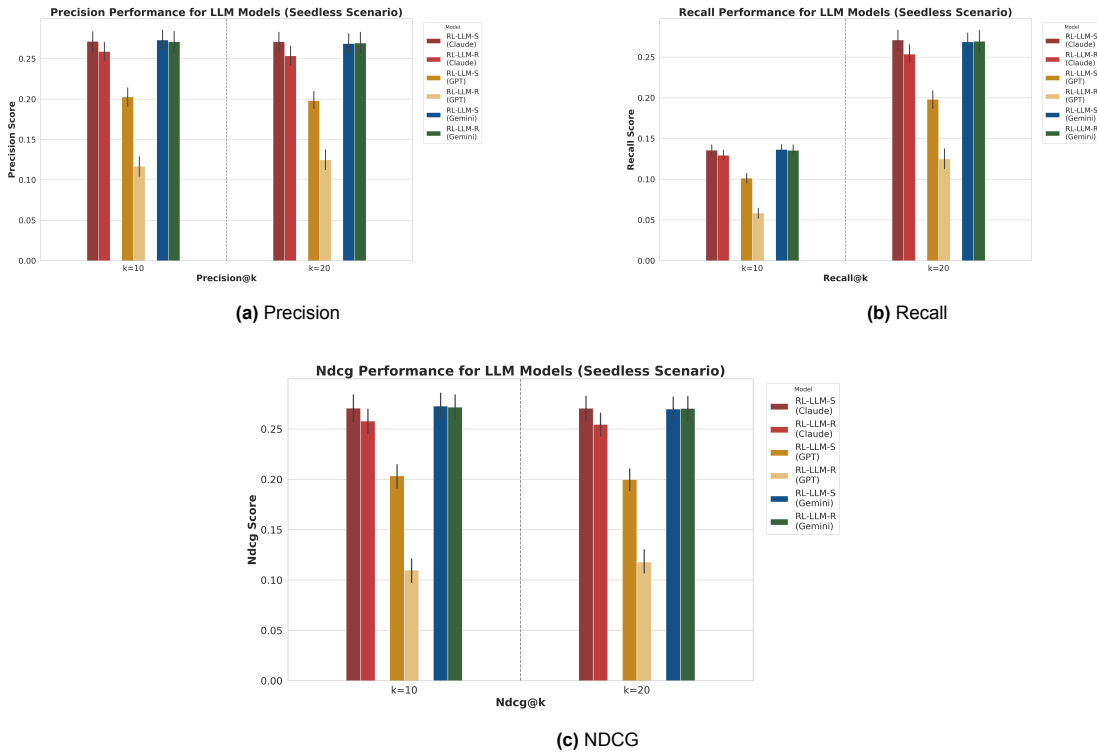 Precision Performance for LLM Models (Seedless Scenario)
Precision Score
0.25
0.20
0.15
0.10
0.05
0.00
k=10
k=20
Precision@k
Model
RL-LLM-S
(Claude)
RL-LLM-R
(Claude)
RL-LLM-S
(GPT)
RL-LLM-R
(GPT)
RL-LLM-S
(Gemini)
RL-LLM-R
(Gemini)
(a) Precision
Recall Performance for LLM Models (Seedless Scenario)
Recall Score
0.25
0.20
0.15
0.10
0.05
0.00
k=10
k=20
Recall@k
Model
RL-LLM-S
(Claude)
RL-LLM-R
(Claude)
RL-LLM-S
(GPT)
RL-LLM-R
(GPT)
RL-LLM-S
(Gemini)
RL-LLM-R
(Gemini)
(b) Recall
Ndcg Performance for LLM Models (Seedless Scenario)
Ndcg Score
0.25
0.20
0.15
0.10
0.05
0.00
k=10
k=20
Ndcg@k
Model
RL-LLM-S
(Claude)
RL-LLM-R
(Claude)
RL-LLM-S
(GPT)
RL-LLM-R
(GPT)
RL-LLM-S
(Gemini)
RL-LLM-R
(Gemini)
(c) NDCG